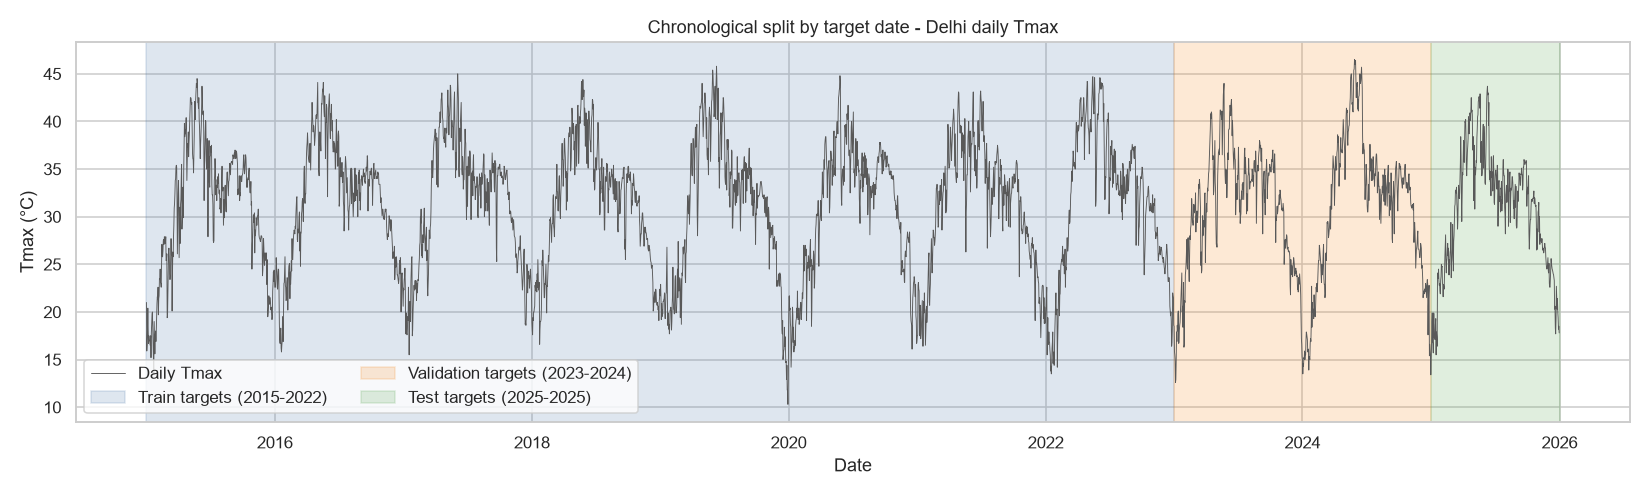 Chronological split by target date - Delhi daily Tmax
Tmax (°C)
45
40
35
30
25
20
15
10
Daily Tmax
Train targets (2015-2022)
Validation targets (2023-2024)
Test targets (2025-2025)
2016 2018 2020 2022 2024 2026
Date